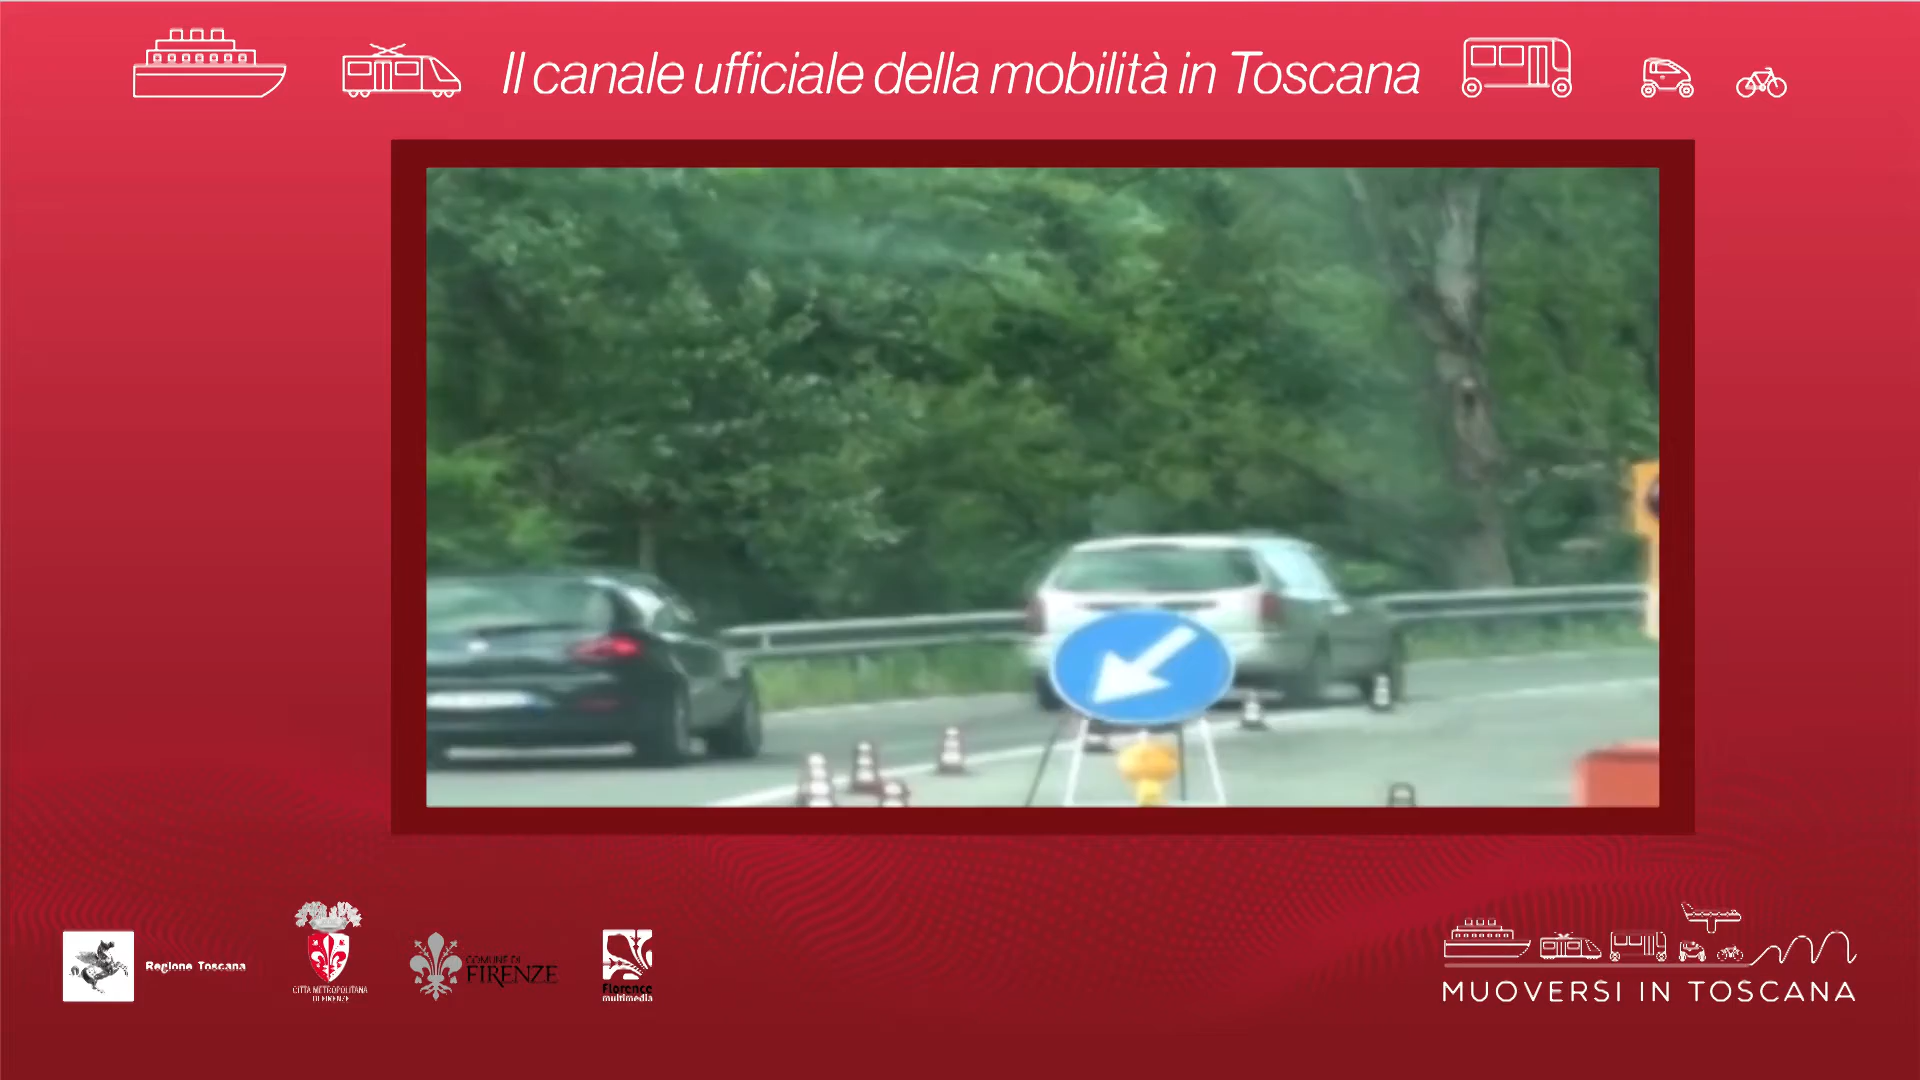 Il canale ufficiale della mobilità in Toscana
Regione Toscana
CITTÀ METROPOLITANA
DI FIRENZE
COMUNE DI
FIRENZE
Florence
multimedia
MUOVERSI IN TOSCANA